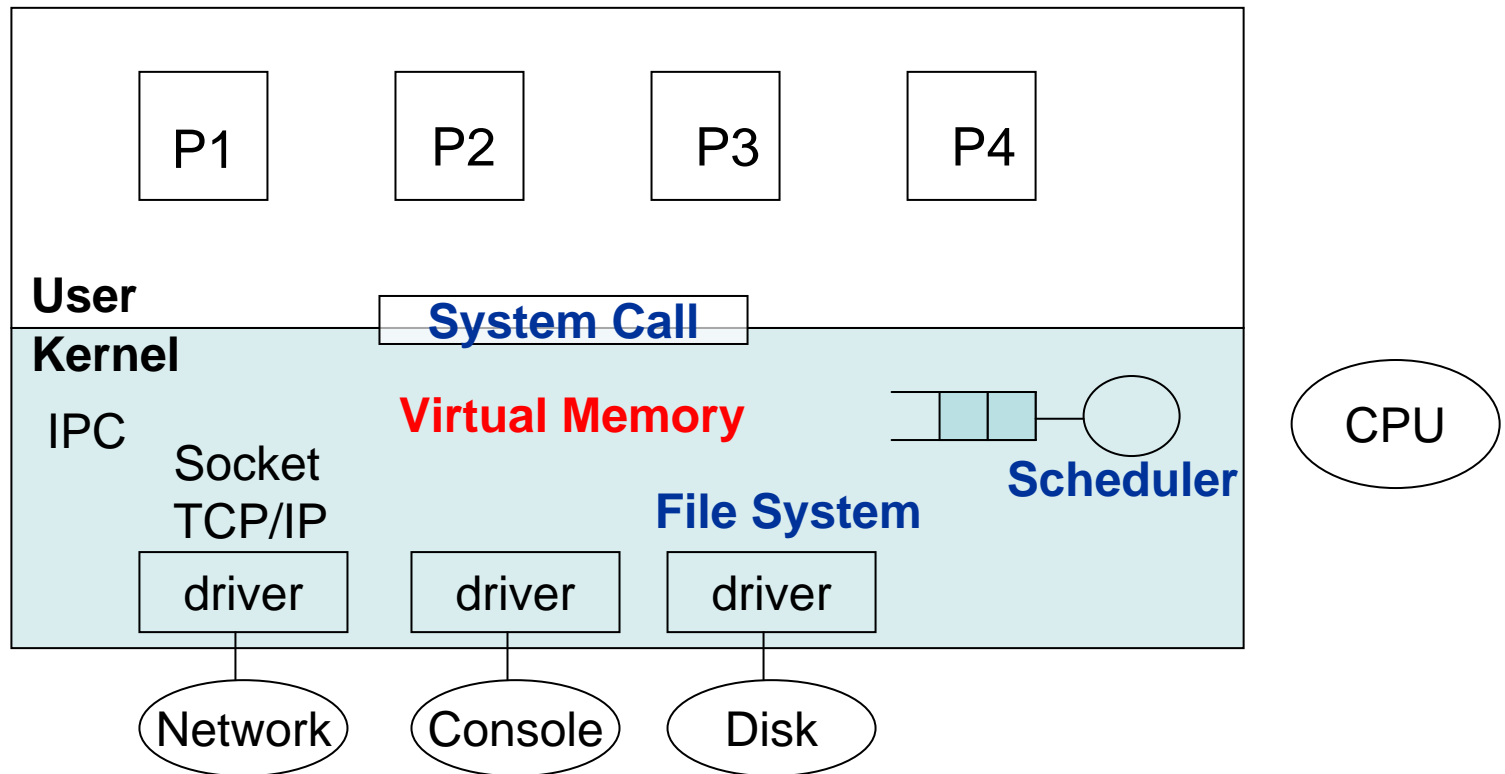 P1
P2
P3
P4
User
System Call
Kernel
IPC
Virtual Memory
Socket
TCP/IP
File System
Scheduler
CPU
driver
driver
driver
Network
Console
Disk